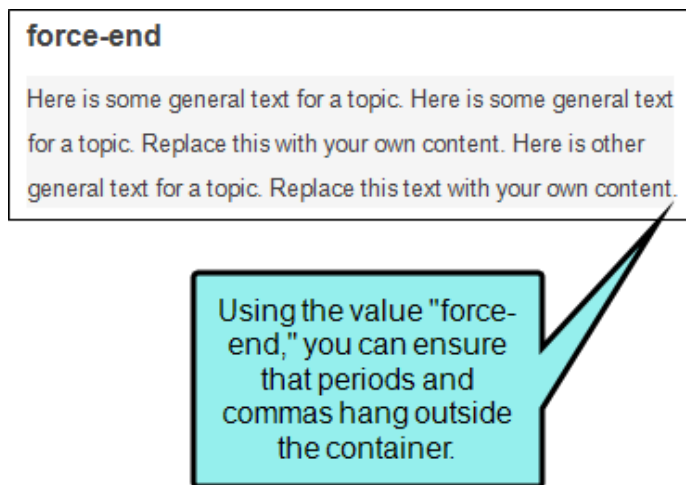 force-end
Here is some general text for a topic. Here is some general text
for a topic. Replace this with your own content. Here is other
general text for a topic. Replace this text with your own content.
Using the value "force-
end," you can ensure
that periods and
commas hang outside
the container.